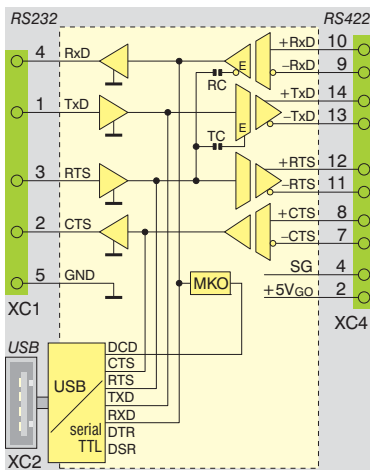 RS232 RS422
4 RxD +RxD 10
–RxD 9
E
RC
1 TxD +TxD 14
E –TxD 13
TC
3 RTS +RTS 12
–RTS 11
2 CTS +CTS 8
–CTS 7
5 GND SG 4
MKO +5VGO 2
XC1 XC4
USB
DCD
CTS
USB RTS
TXD
RXD
serial DTR
TTL DSR
XC2